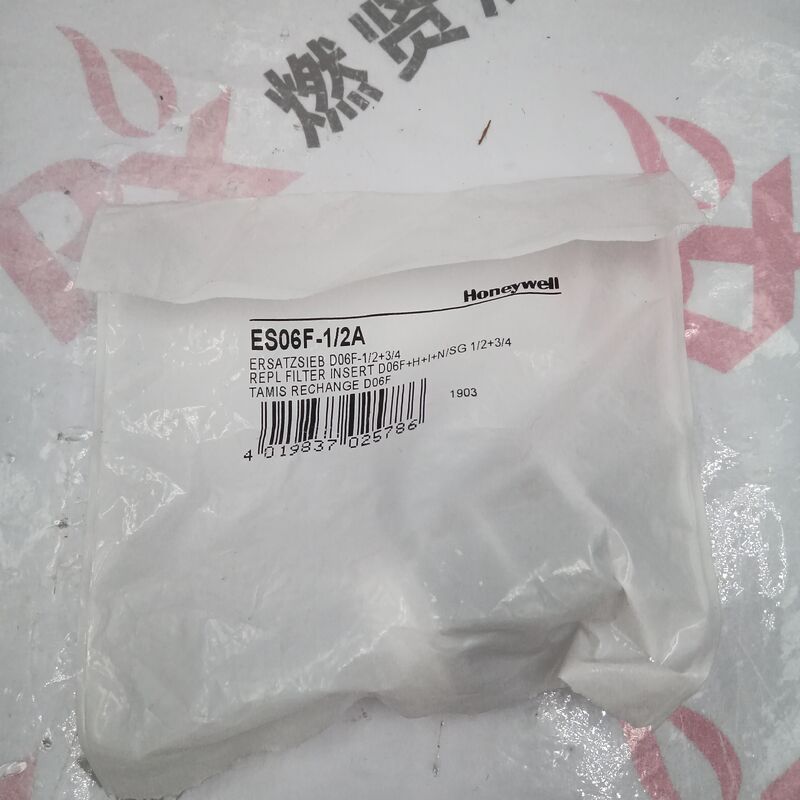 燃贤
Honeywell
ES06F-1/2A
ERSATZSIEB D06F-1/2+3/4
REPL FILTER INSERT D06F+H+I+N/SG 1/2+3/4
TAMIS RECHANGE D06F
1903
4 019837 025786